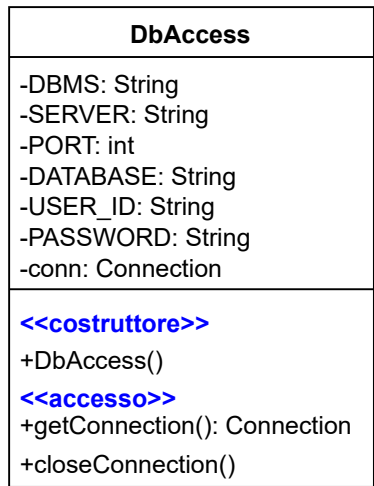 DbAccess
-DBMS: String
-SERVER: String
-PORT: int
-DATABASE: String
-USER_ID: String
-PASSWORD: String
-conn: Connection
<<costruttore>>
+DbAccess()
<<accesso>>
+getConnection(): Connection
+closeConnection()